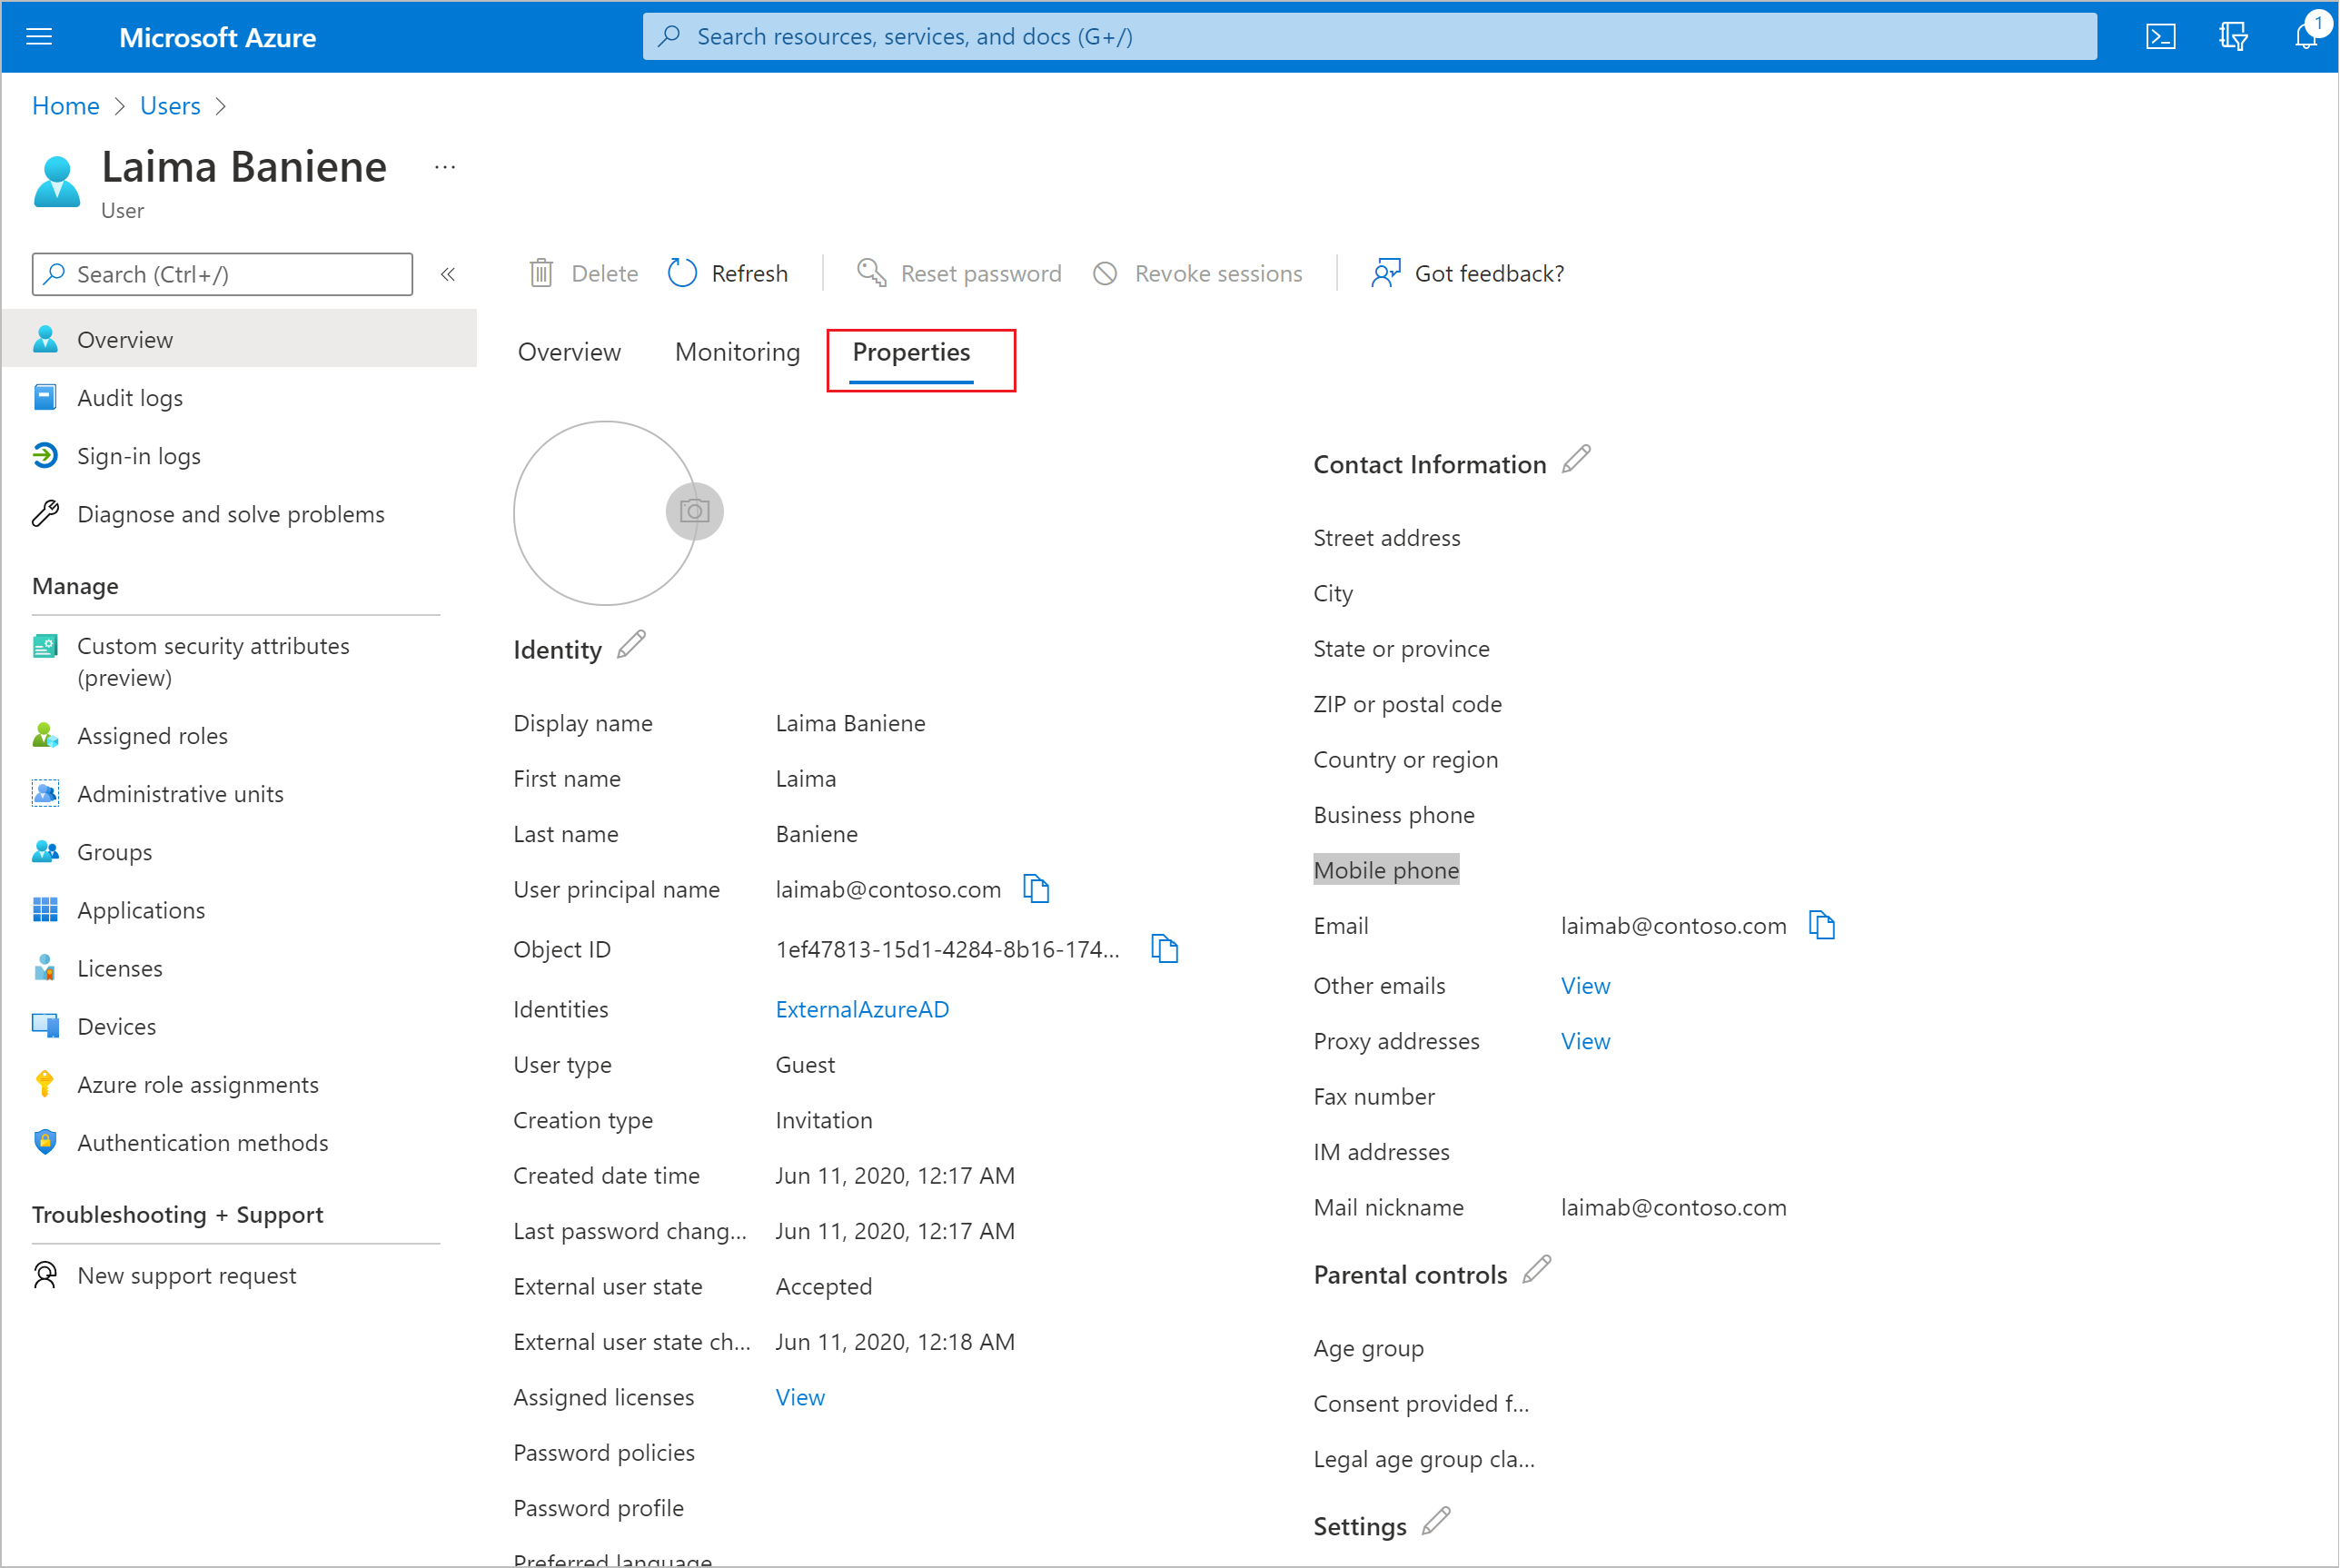 Microsoft Azure
Search resources, services, and docs (G+/)
1
Home > Users >
Laima Baniene ...
User
Search (Ctrl+/)
«
Overview
Audit logs
Sign-in logs
Diagnose and solve problems
Manage
Custom security attributes
(preview)
Assigned roles
Administrative units
Groups
Applications
Licenses
Devices
Azure role assignments
Authentication methods
Troubleshooting + Support
New support request
Delete Refresh Reset password Revoke sessions Got feedback?
Overview Monitoring Properties
Identity
Display name Laima Baniene
First name Laima
Last name Baniene
User principal name laimab@contoso.com
Object ID 1ef47813-15d1-4284-8b16-174...
Identities ExternalAzureAD
User type Guest
Creation type Invitation
Created date time Jun 11, 2020, 12:17 AM
Last password chang... Jun 11, 2020, 12:17 AM
External user state Accepted
External user state ch... Jun 11, 2020, 12:18 AM
Assigned licenses View
Password policies
Password profile
Preferred language
Contact Information
Street address
City
State or province
ZIP or postal code
Country or region
Business phone
Mobile phone
Email laimab@contoso.com
Other emails View
Proxy addresses View
Fax number
IM addresses
Mail nickname laimab@contoso.com
Parental controls
Age group
Consent provided f...
Legal age group cla...
Settings